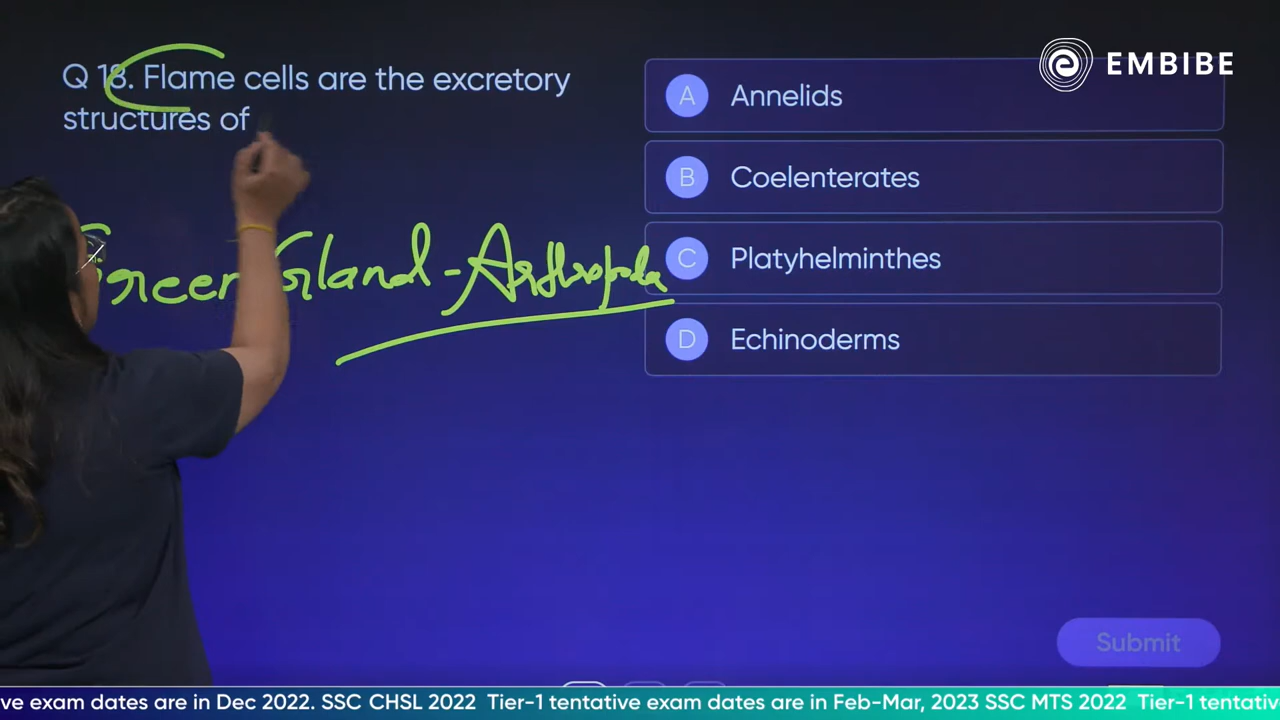 EMBIBE
Q 18. Flame cells are the excretory
structures of
A Annelids
B Coelenterates
C Platyhelminthes
D Echinoderms
Green Gland - Arthropoda
Submit
ve exam dates are in Dec 2022. SSC CHSL 2022 Tier-1 tentative exam dates are in Feb-Mar, 2023 SSC MTS 2022 Tier-1 tentativ